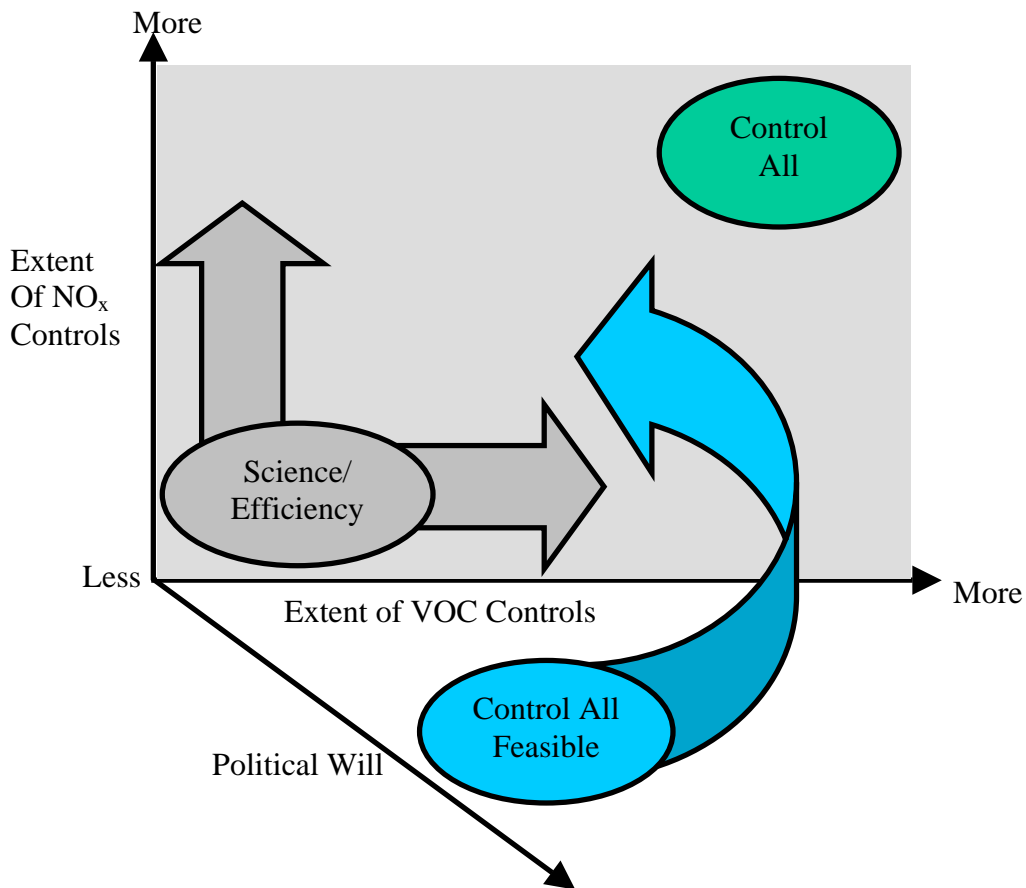 More
Control
All
Extent
Of NOₓ
Controls
Science/
Efficiency
Less
Extent of VOC Controls
More
Control All
Feasible
Political Will